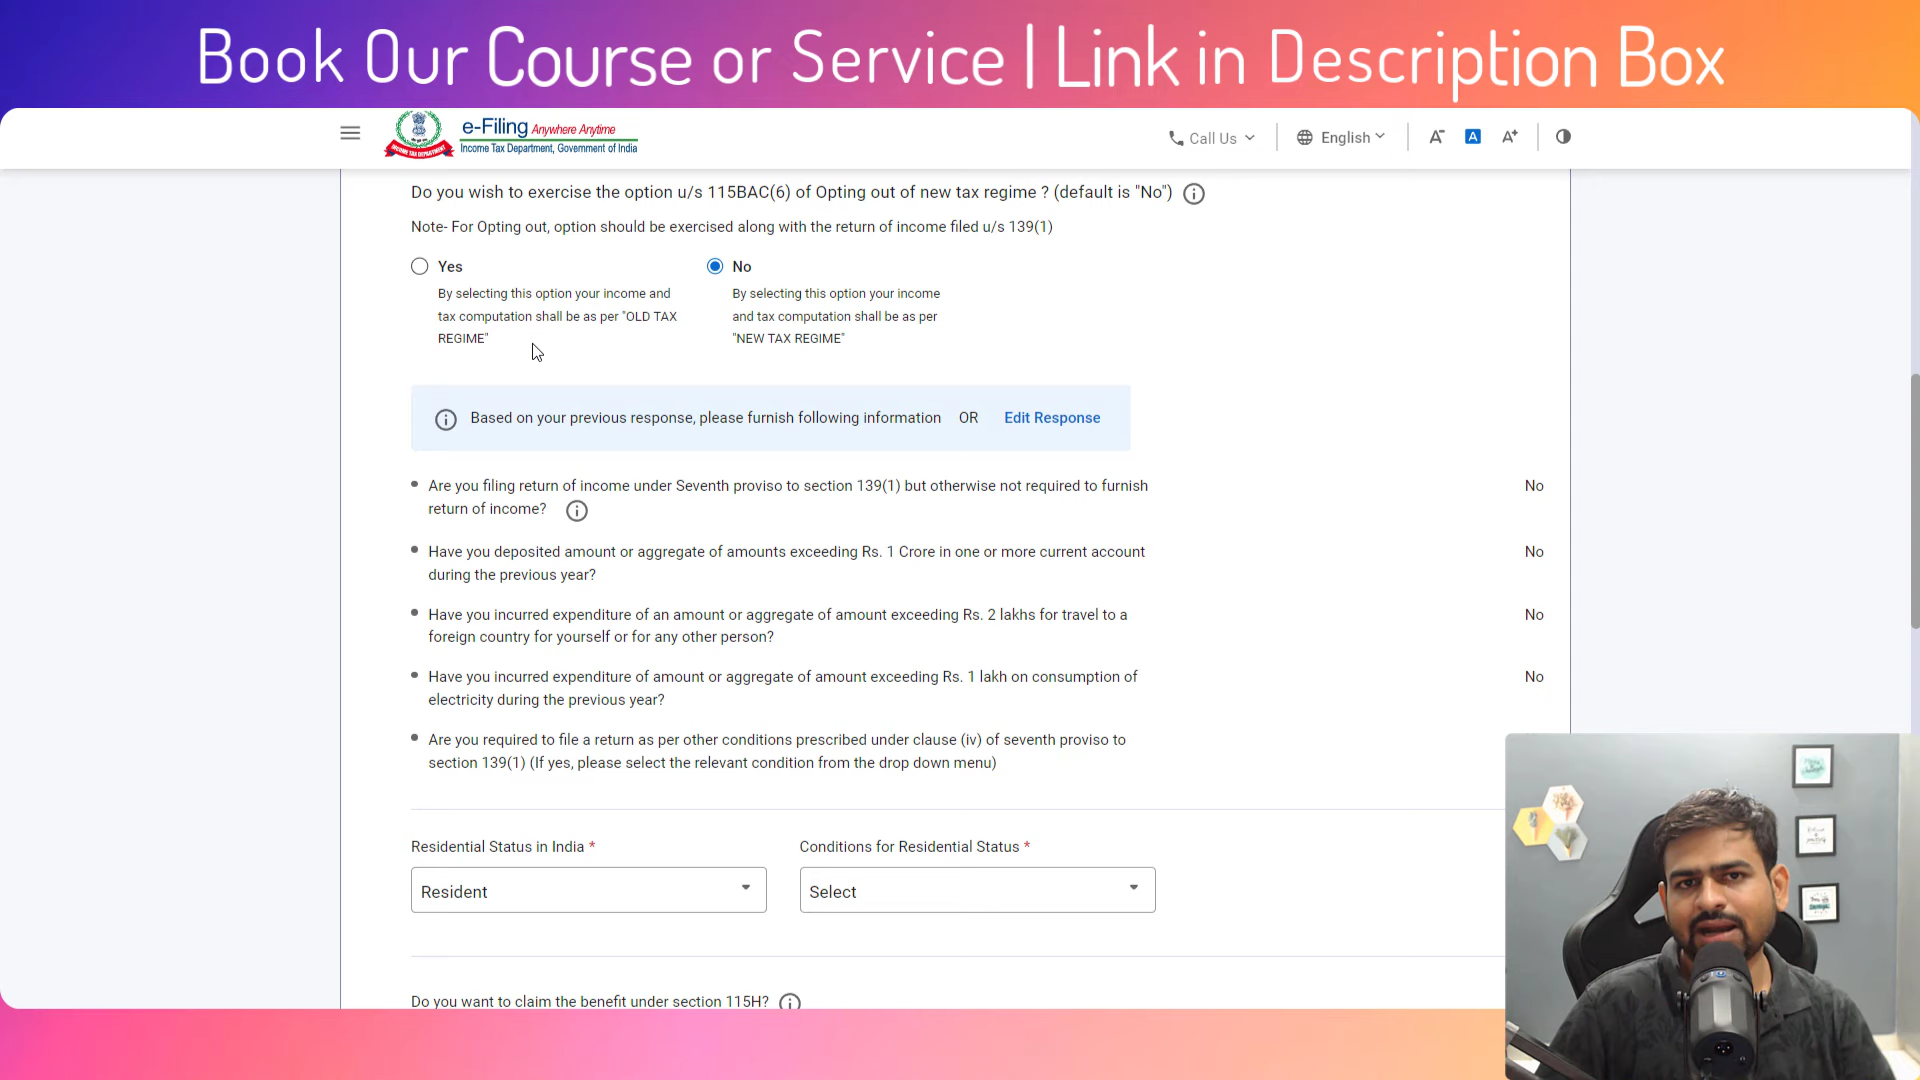 Book Our Course or Service | Link in Description Box
e-Filing Anywhere Anytime
Income Tax Department, Government of India
INCOME TAX DEPARTMENT
Call Us
English
A-
A
A+
Do you wish to exercise the option u/s 115BAC(6) of Opting out of new tax regime ? (default is "No")
Note- For Opting out, option should be exercised along with the return of income filed u/s 139(1)
Yes
By selecting this option your income and
tax computation shall be as per "OLD TAX
REGIME"
No
By selecting this option your income
and tax computation shall be as per
"NEW TAX REGIME"
Based on your previous response, please furnish following information OR Edit Response
Are you filing return of income under Seventh proviso to section 139(1) but otherwise not required to furnish
return of income?
No
Have you deposited amount or aggregate of amounts exceeding Rs. 1 Crore in one or more current account
during the previous year?
No
Have you incurred expenditure of an amount or aggregate of amount exceeding Rs. 2 lakhs for travel to a
foreign country for yourself or for any other person?
No
Have you incurred expenditure of amount or aggregate of amount exceeding Rs. 1 lakh on consumption of
electricity during the previous year?
No
Are you required to file a return as per other conditions prescribed under clause (iv) of seventh proviso to
section 139(1) (If yes, please select the relevant condition from the drop down menu)
Residential Status in India *
Resident
Conditions for Residential Status *
Select
Do you want to claim the benefit under section 115H?